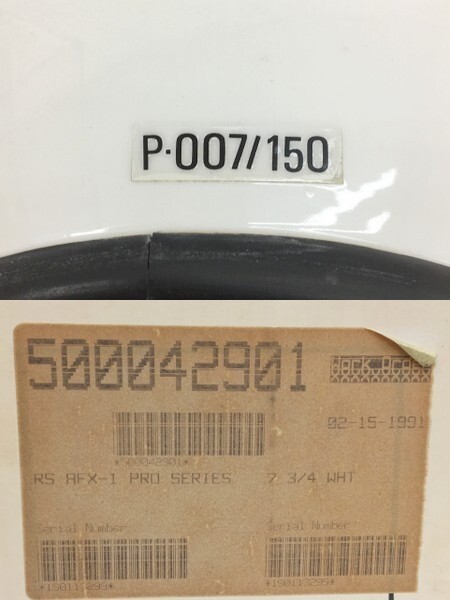 P·007/150
500042901
02-15-1991
*500042901*
RS AFX-1 PRO SERIES 7 3/4 WHT
Serial Number Serial Number